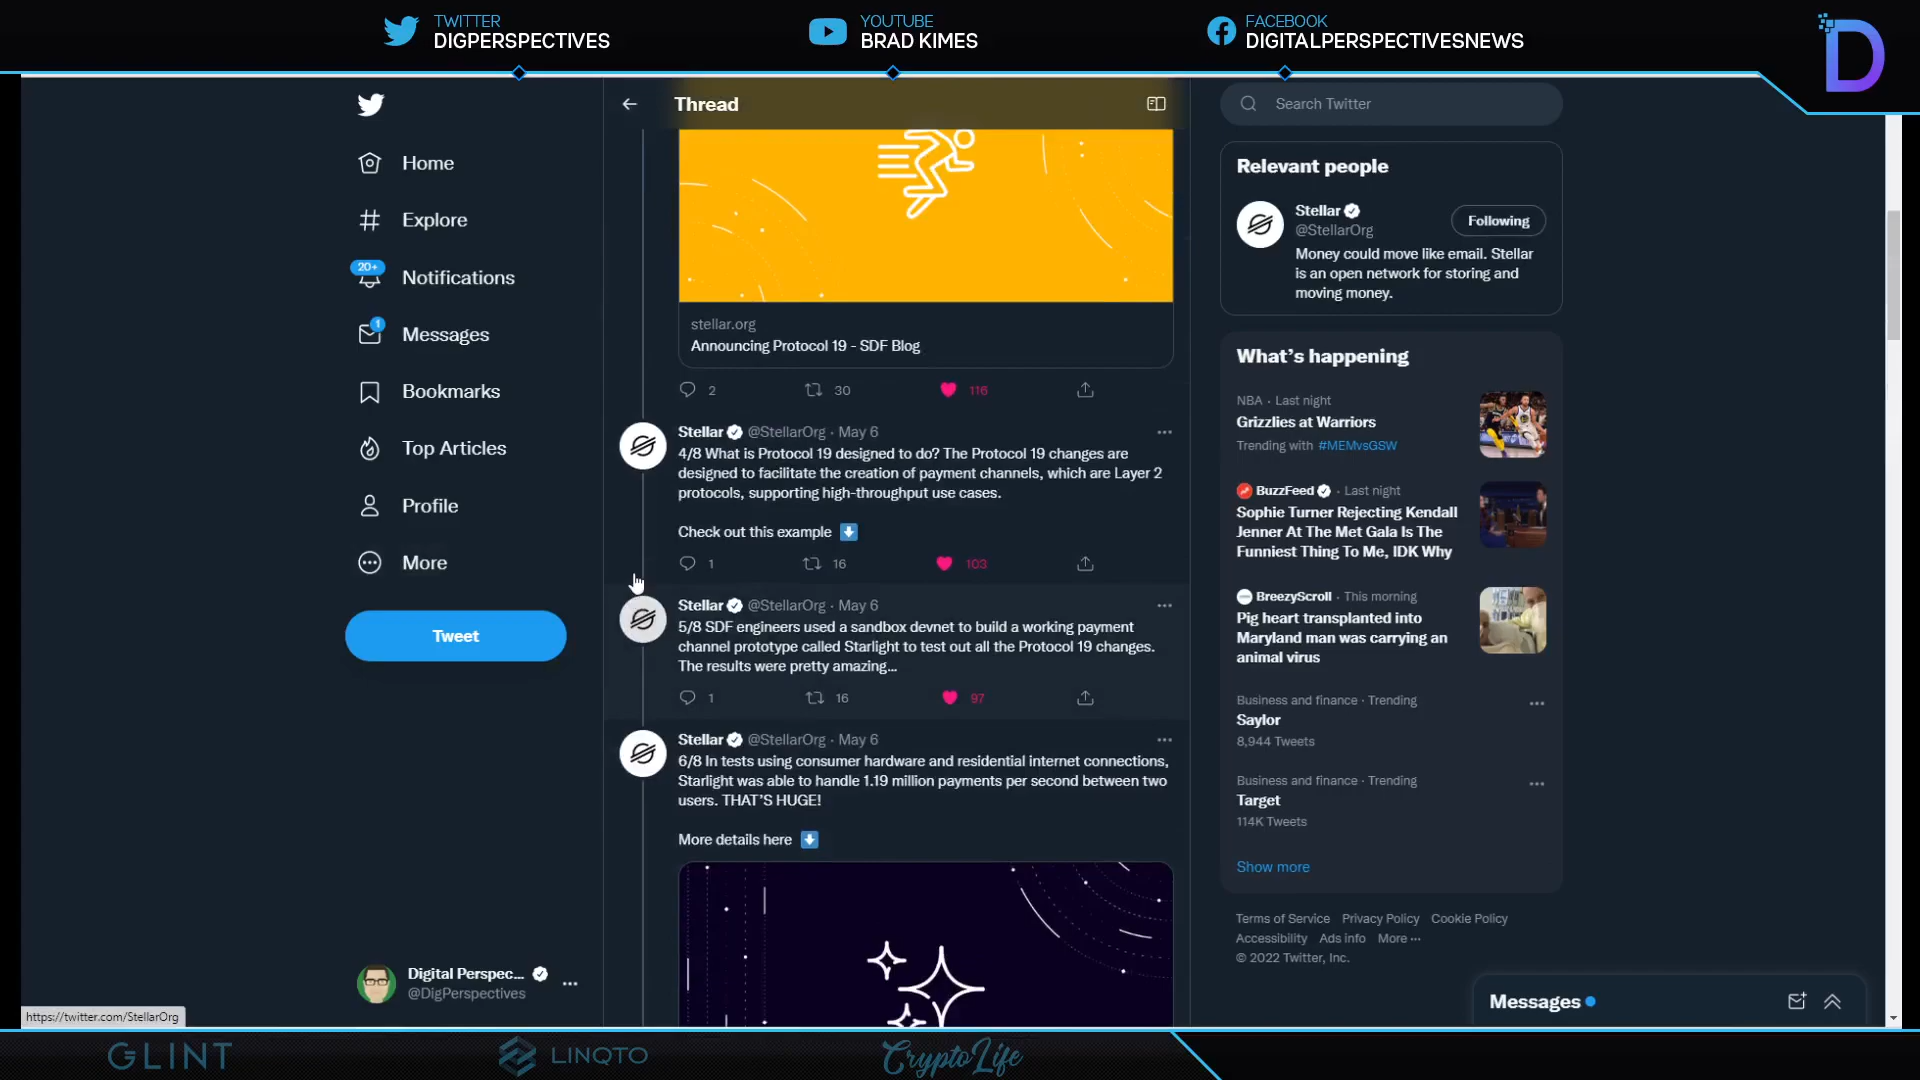 TWITTER
DIGPERSPECTIVES
YOUTUBE
BRAD KIMES
FACEBOOK
DIGITALPERSPECTIVESNEWS
D
Home
Explore
20+
Notifications
1
Messages
Bookmarks
Top Articles
Profile
More
Tweet
Digital Perspec...
@DigPerspectives
https://twitter.com/StellarOrg
Thread
stellar.org
Announcing Protocol 19 - SDF Blog
2 30 116
Stellar @StellarOrg · May 6
4/8 What is Protocol 19 designed to do? The Protocol 19 changes are
designed to facilitate the creation of payment channels, which are Layer 2
protocols, supporting high-throughput use cases.
Check out this example
1 16 103
Stellar @StellarOrg · May 6
5/8 SDF engineers used a sandbox devnet to build a working payment
channel prototype called Starlight to test out all the Protocol 19 changes.
The results were pretty amazing...
1 16 97
Stellar @StellarOrg · May 6
6/8 In tests using consumer hardware and residential internet connections,
Starlight was able to handle 1.19 million payments per second between two
users. THAT'S HUGE!
More details here
Search Twitter
Relevant people
Stellar
@StellarOrg
Following
Money could move like email. Stellar
is an open network for storing and
moving money.
What's happening
NBA · Last night
Grizzlies at Warriors
Trending with #MEMvsGSW
BuzzFeed · Last night
Sophie Turner Rejecting Kendall
Jenner At The Met Gala Is The
Funniest Thing To Me, IDK Why
BreezyScroll · This morning
Pig heart transplanted into
Maryland man was carrying an
animal virus
Business and finance · Trending
Saylor
8,944 Tweets
Business and finance · Trending
Target
114K Tweets
Show more
Terms of Service Privacy Policy Cookie Policy
Accessibility Ads info More ···
© 2022 Twitter, Inc.
Messages
GLINT
LINQTO
CryptoLife